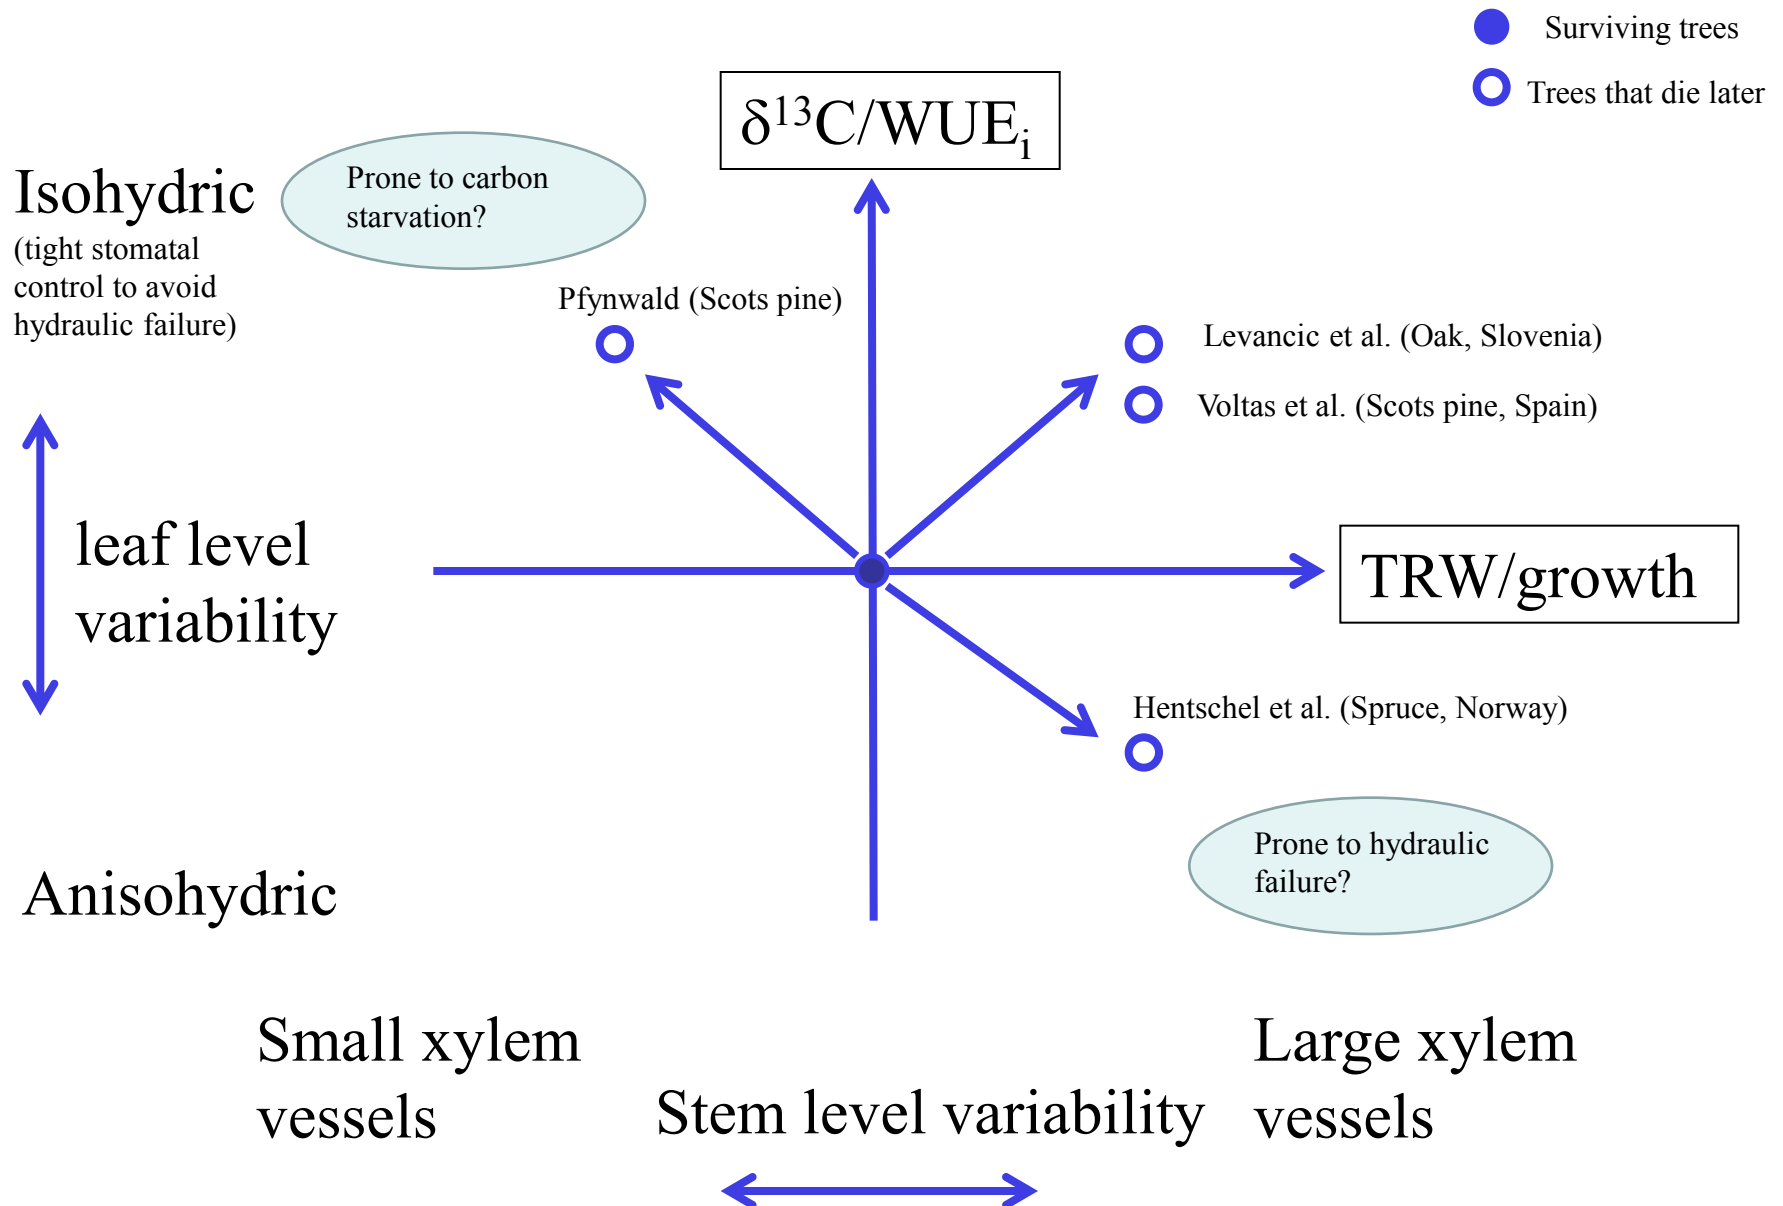 Surviving trees
Trees that die later
δ¹³C/WUEᵢ
Isohydric
(tight stomatal
control to avoid
hydraulic failure)
Prone to carbon
starvation?
Pfynwald (Scots pine)
Levancic et al. (Oak, Slovenia)
Voltas et al. (Scots pine, Spain)
leaf level
variability
TRW/growth
Hentschel et al. (Spruce, Norway)
Prone to hydraulic
failure?
Anisohydric
Small xylem
vessels
Stem level variability
Large xylem
vessels